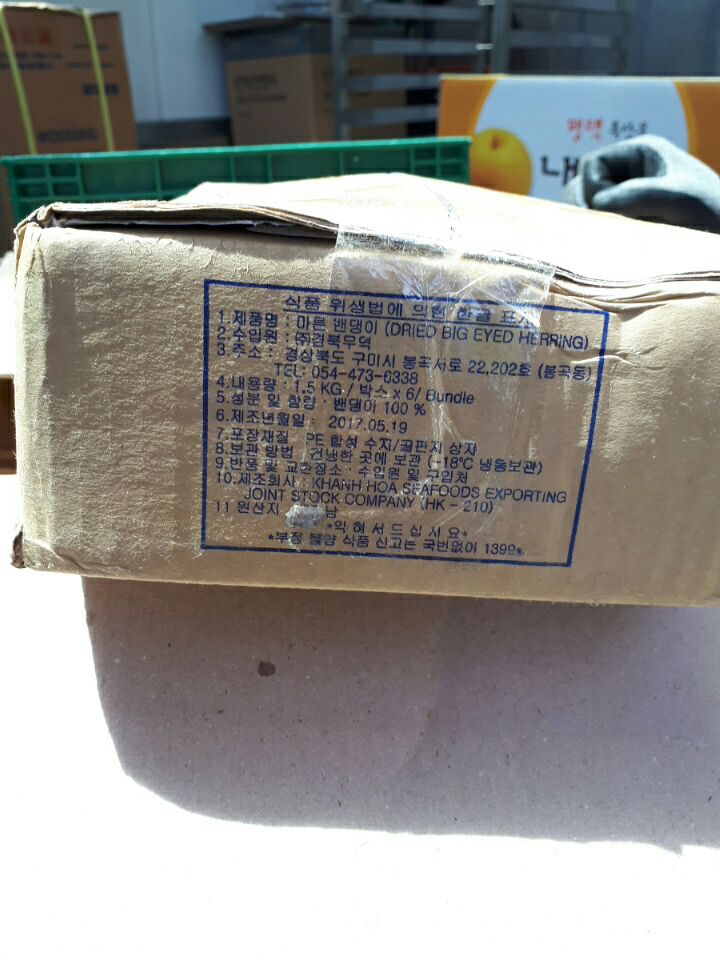 WOOSUNG
평택
내
식품 위생법에 의한 한글 표
1.제품명 : 마른 밴댕이 (DRIED BIG EYED HERRING)
2.수입원 : ㈜경북무역
3.주소 : 경상북도 구미시 봉곡서로 22,202호 (봉곡동)
TEL: 054-473-6338
4.내용량 : 1.5 KG / 박스 x 6/ Bundle
5.성분 및 함량 : 밴댕이 100 %
6.제조년월일 : 2017.05.19
7.포장재질 : PE 합성 수지/골판지 상자
8.보관 방법 : 건냉한 곳에 보관 (-18℃ 냉동보관)
9.반품 및 교환장소 : 수입원 및 구입처
10.제조회사 : KHANH HOA SEAFOODS EXPORTING
JOINT STOCK COMPANY (HK - 210)
11 원산지 남
*익혀서드십시요*
*부정 불량 식품 신고는 국번없이 1399*